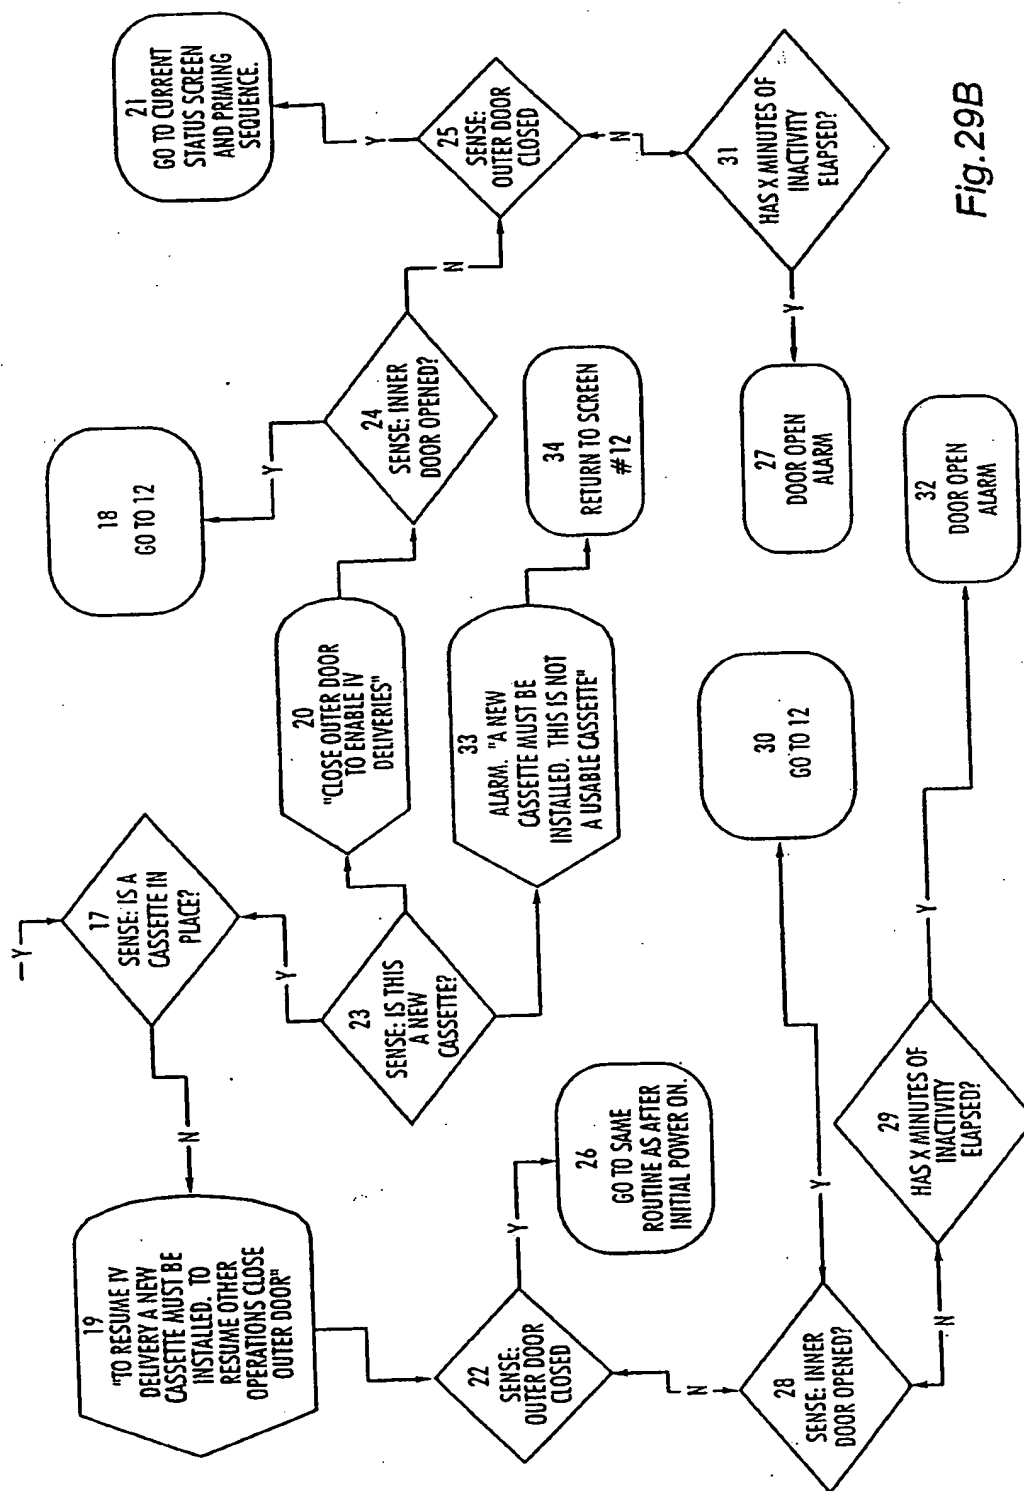 Y
17
SENSE: IS A
CASSETTE IN
PLACE?
N
Y
19
"TO RESUME IV
DELIVERY A NEW
CASSETTE MUST BE
INSTALLED. TO
RESUME OTHER
OPERATIONS CLOSE
OUTER DOOR"
23
SENSE: IS THIS
A NEW
CASSETTE?
20
"CLOSE OUTER DOOR
TO ENABLE IV
DELIVERIES"
18
GO TO 12
Y
24
SENSE: INNER
DOOR OPENED?
N
21
GO TO CURRENT
STATUS SCREEN
AND PRIMING
SEQUENCE.
Y
25
SENSE:
OUTER DOOR
CLOSED
N
33
ALARM. "A NEW
CASSETTE MUST BE
INSTALLED. THIS IS NOT
A USABLE CASSETTE"
34
RETURN TO SCREEN
#12
31
HAS X MINUTES OF
INACTIVITY
ELAPSED?
Y
27
DOOR OPEN
ALARM
22
SENSE:
OUTER DOOR
CLOSED
Y
26
GO TO SAME
ROUTINE AS AFTER
INITIAL POWER ON.
N
28
SENSE: INNER
DOOR OPENED?
Y
30
GO TO 12
N
29
HAS X MINUTES OF
INACTIVITY
ELAPSED?
Y
32
DOOR OPEN
ALARM
Fig.29B